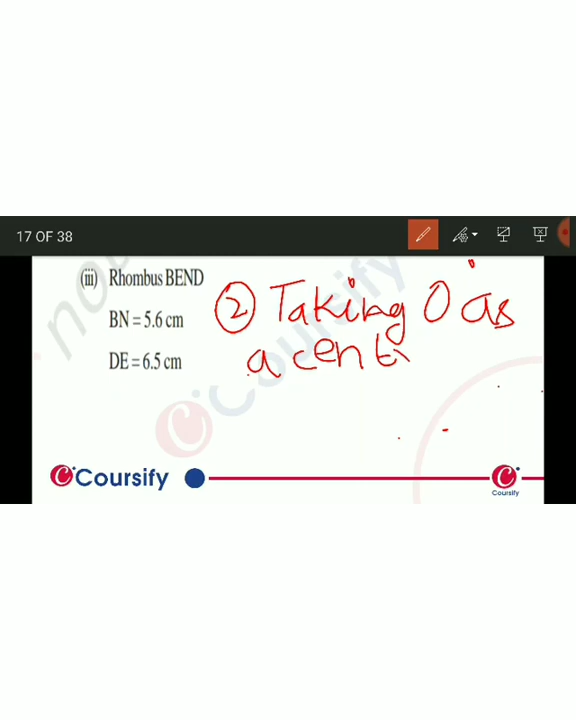 17 OF 38
(iii) Rhombus BEND
BN = 5.6 cm
DE = 6.5 cm
② Taking O as
a cent
Coursify
Coursify
Coursify